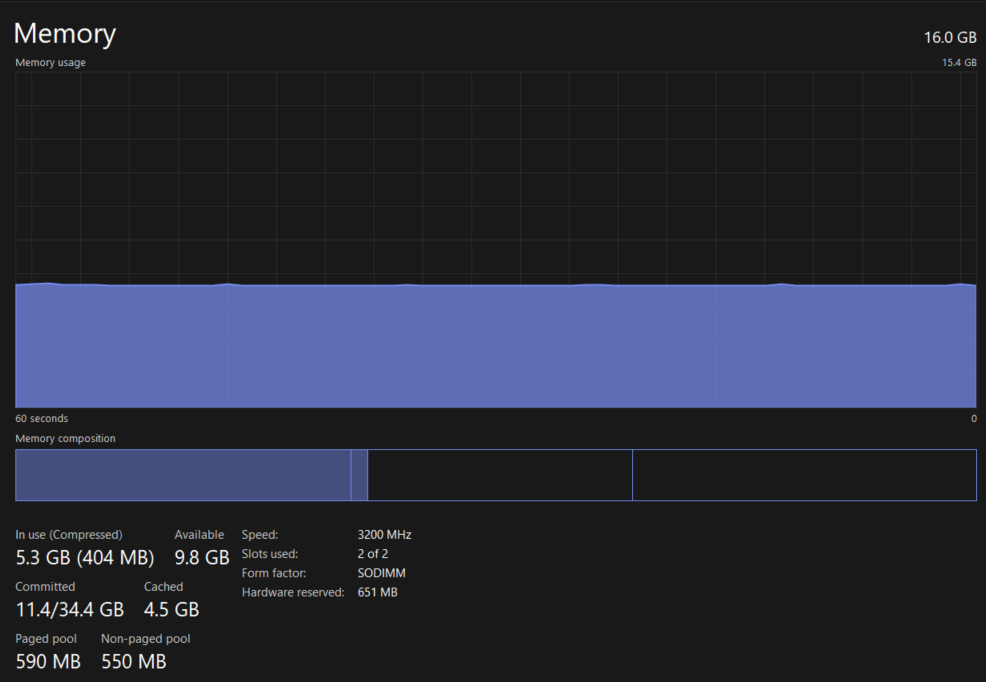 Memory
16.0 GB
Memory usage
15.4 GB
60 seconds
0
Memory composition
In use (Compressed)
Available
5.3 GB (404 MB)
9.8 GB
Committed
Cached
11.4/34.4 GB
4.5 GB
Paged pool
Non-paged pool
590 MB
550 MB
Speed:
3200 MHz
Slots used:
2 of 2
Form factor:
SODIMM
Hardware reserved:
651 MB